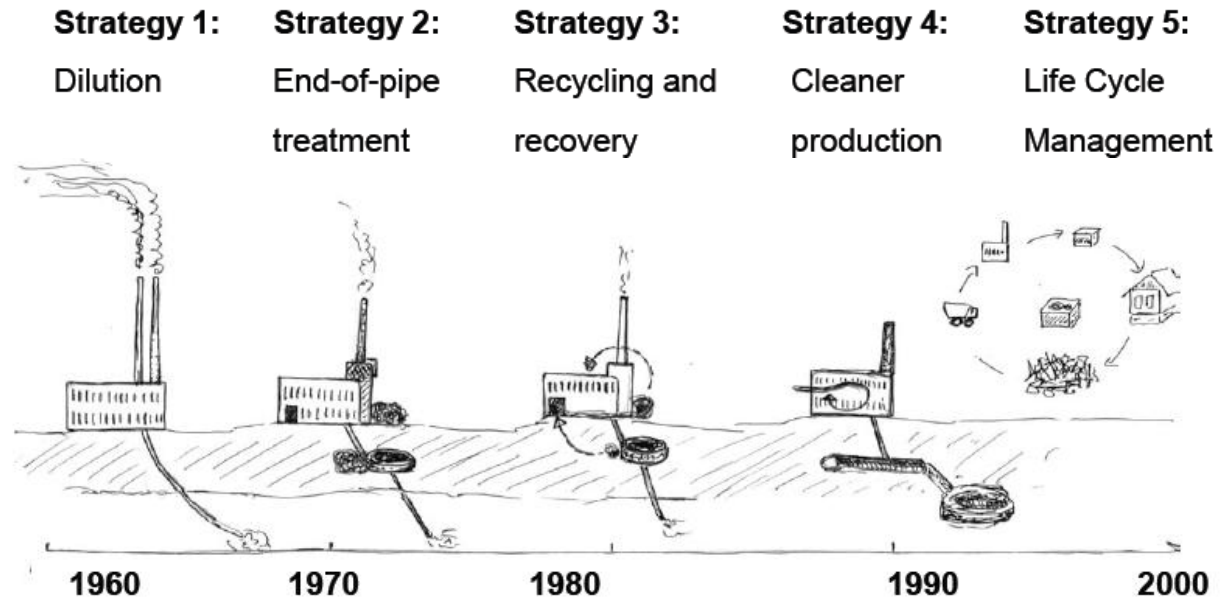 Strategy 1:
Dilution
Strategy 2:
End-of-pipe
treatment
Strategy 3:
Recycling and
recovery
Strategy 4:
Cleaner
production
Strategy 5:
Life Cycle
Management
1960
1970
1980
1990
2000